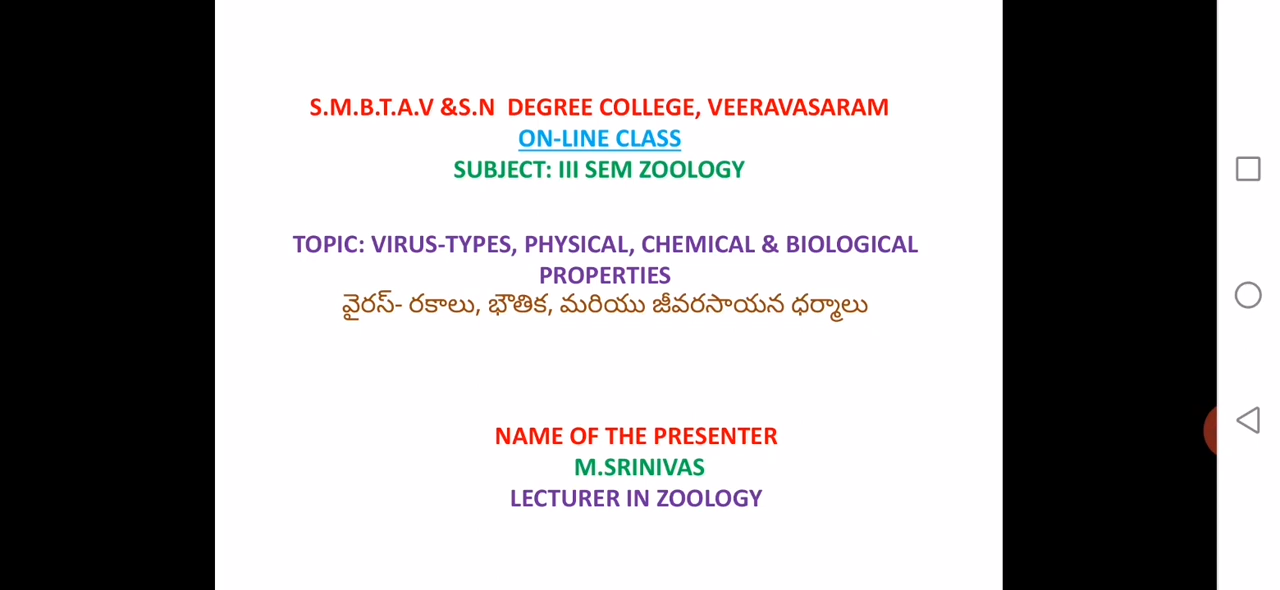 S.M.B.T.A.V &S.N DEGREE COLLEGE, VEERAVASARAM
ON-LINE CLASS
SUBJECT: III SEM ZOOLOGY
TOPIC: VIRUS-TYPES, PHYSICAL, CHEMICAL & BIOLOGICAL
PROPERTIES
వైరస్- రకాలు, భౌతిక, మరియు జీవరసాయన ధర్మాలు
NAME OF THE PRESENTER
M.SRINIVAS
LECTURER IN ZOOLOGY